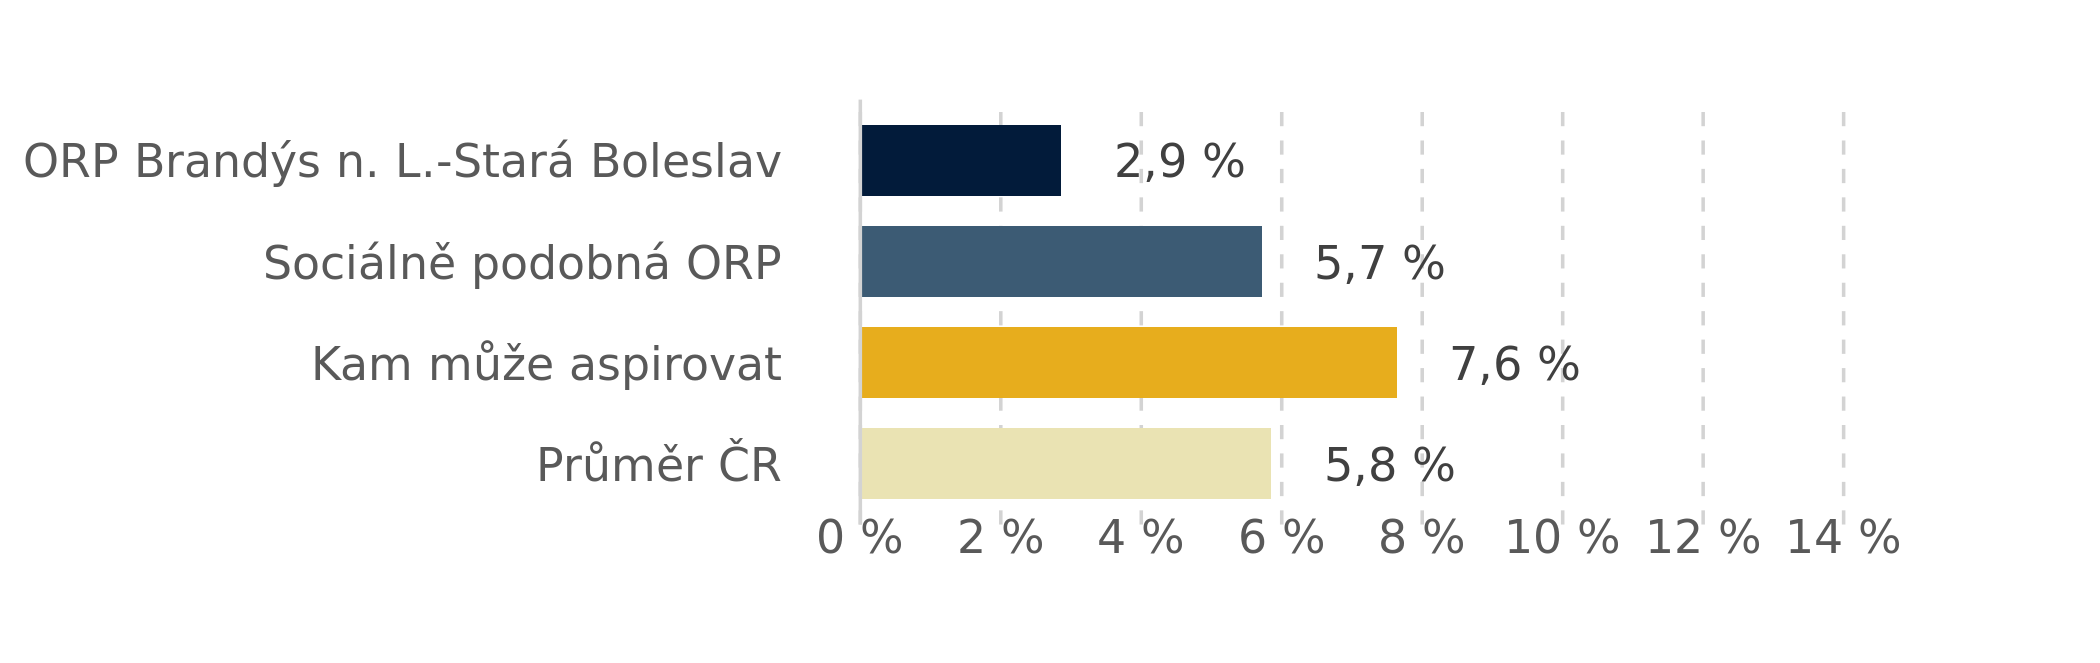 ORP Brandýs n. L.-Stará Boleslav 2,9 %
Sociálně podobná ORP 5,7 %
Kam může aspirovat 7,6 %
Průměr ČR 5,8 %
0 % 2 % 4 % 6 % 8 % 10 % 12 % 14 %